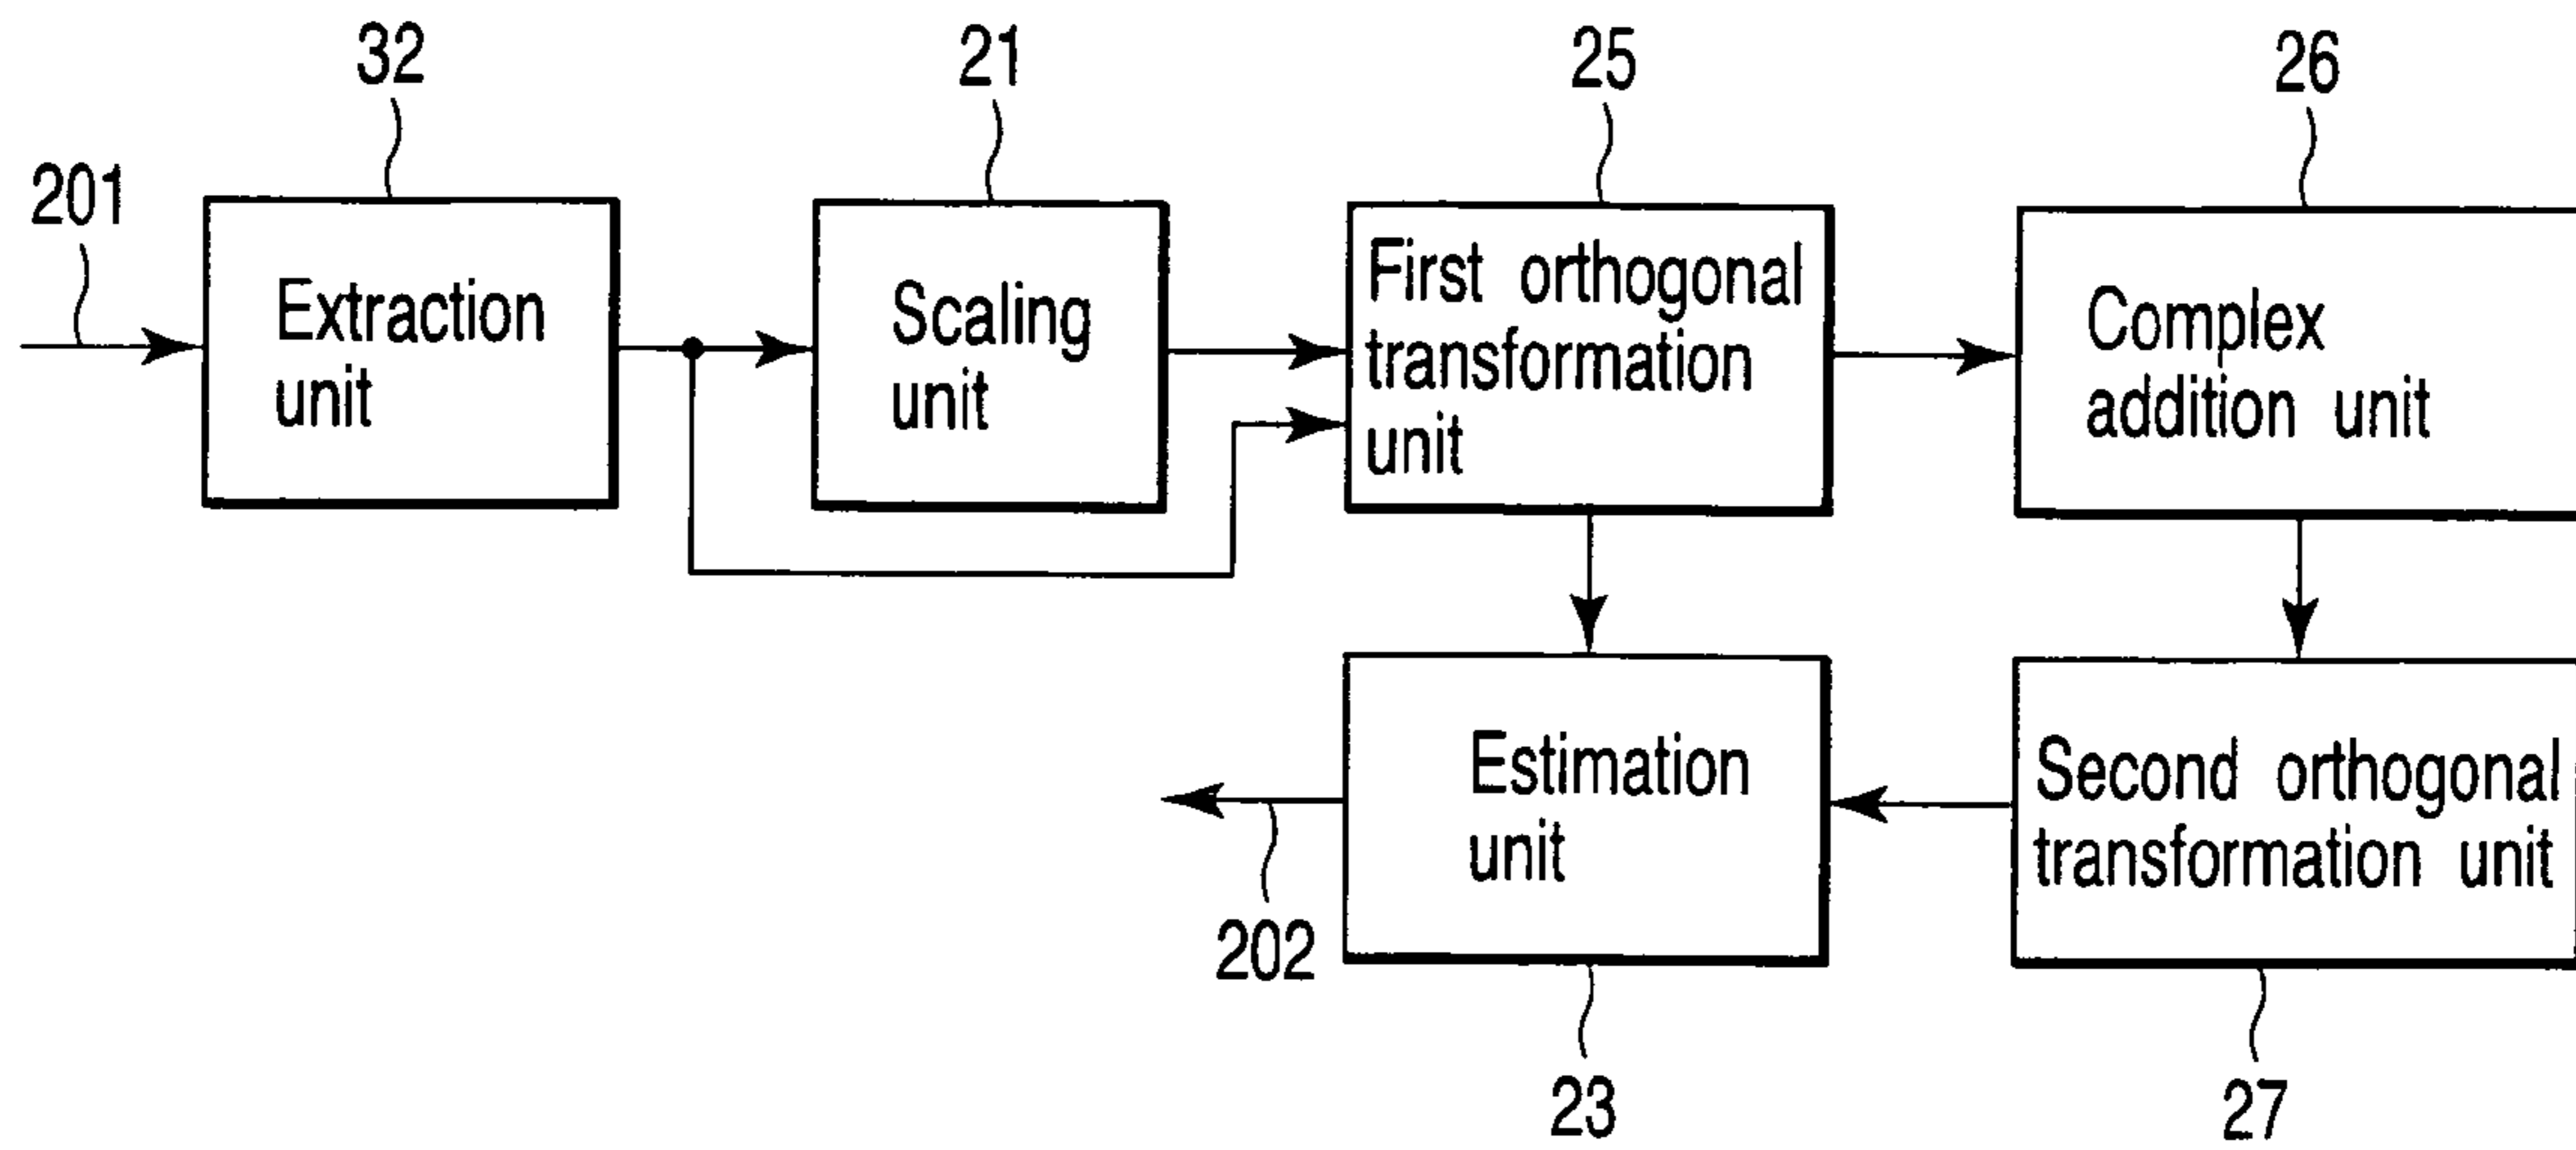 32
21
25
26
201
Extraction
unit
Scaling
unit
First orthogonal
transformation
unit
Complex
addition unit
Estimation
unit
Second orthogonal
transformation unit
202
23
27